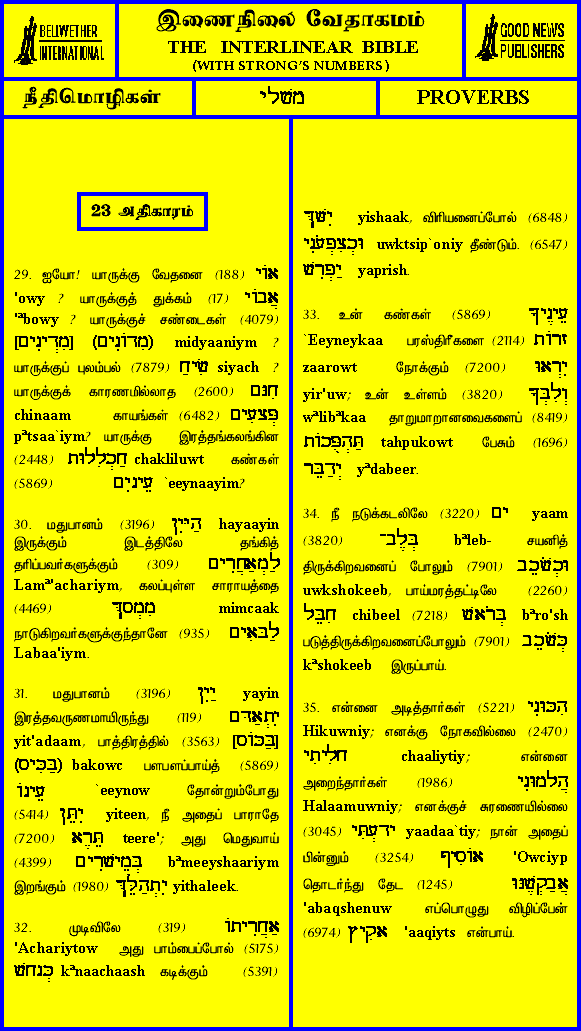 BELLWETHER
INTERNATIONAL
இணைநிலை வேதாகமம்
THE INTERLINEAR BIBLE
(WITH STRONG'S NUMBERS)
GOOD NEWS
PUBLISHERS
நீதிமொழிகள்
משלי
PROVERBS
23 அதிகாரம்
29. ஐயோ! யாருக்கு வேதனை (188) אוֹי
'owy ? யாருக்குத் துக்கம் (17) אֲבוֹי
'ªbowy ? யாருக்குச் சண்டைகள் (4079)
[מִדְיָנִים] (מִדוֹנִים) midyaaniym ?
யாருக்குப் புலம்பல் (7879) שִׂיחַ siyach ?
யாருக்குக் காரணமில்லாத (2600) חִנָּם
chinaam காயங்கள் (6482) פְּצָעִים
pªtsaa`iym? யாருக்கு இரத்தங்கலங்கின
(2448) חַכְלִלוּת chakliluwt கண்கள்
(5869) עֵינָיִם `eeynaayim?
30. மதுபானம் (3196) הַיָּיִן hayaayin
இருக்கும் இடத்திலே தங்கித்
தரிப்பவர்களுக்கும் (309) לַמְאַחֲרִים
Lamª'achariym, கலப்புள்ள சாராயத்தை
(4469) מִמְסָךְ mimcaak
நாடுகிறவர்களுக்குந்தானே (935) לַבָּאִים
Labaa'iym.
31. மதுபானம் (3196) יַיִן yayin
இரத்தவருணமாயிருந்து (119) יִתְאַדָּם
yit'adaam, பாத்திரத்தில் (3563) [בַּכּוֹס]
(בַּכִּיס) bakowc பளபளப்பாய்த் (5869)
עֵינוֹ `eeynow தோன்றும்போது
(5414) יִתֵּן yiteen, நீ அதைப் பாராதே
(7200) תֵּרֶא teere'; அது மெதுவாய்
(4399) בְּמֵישָׁרִים bªmeeyshaariym
இறங்கும் (1980) יִתְהַלֵּךְ yithaleek.
32. முடிவிலே (319) אַחֲרִיתוֹ
'Achariytow அது பாம்பைப்போல் (5175)
כְּנָחָשׁ kªnaachaash கடிக்கும் (5391)
יִשָּׁךְ yishaak, விரியனைப்போல் (6848)
וּכְצִפְעֹנִי uwktsip`oniy தீண்டும். (6547)
יַפְרִשׁ yaprish.
33. உன் கண்கள் (5869) עֵינֶיךָ
`Eeyneykaa பரஸ்திரீகளை (2114) זָרוֹת
zaarowt நோக்கும் (7200) יִרְאוּ
yir'uw; உன் உள்ளம் (3820) וְלִבְּךָ
wªlibªkaa தாறுமாறானவைகளைப் (8419)
תַּהְפֻּכוֹת tahpukowt பேசும் (1696)
יְדַבֵּר yªdabeer.
34. நீ நடுக்கடலிலே (3220) יָם yaam
(3820) בְּלֶב־ bªleb- சயனித்
திருக்கிறவனைப் போலும் (7901) וּכְשֹׁכֵב
uwkshokeeb, பாய்மரத்தட்டிலே (2260)
חִבֵּל chibeel (7218) בְּרֹאשׁ bªro'sh
படுத்திருக்கிறவனைப்போலும் (7901) כְּשֹׁכֵב
kªshokeeb இருப்பாய்.
35. என்னை அடித்தார்கள் (5221) הִכּוּנִי
Hikuwniy; எனக்கு நோகவில்லை (2470)
חָלִיתִי chaaliytiy; என்னை
அறைந்தார்கள் (1986) הֲלָמוּנִי
Halaamuwniy; எனக்குச் சுரணையில்லை
(3045) יָדָעְתִּי yaadaa`tiy; நான் அதைப்
பின்னும் (3254) אוֹסִיף 'Owciyp
தொடர்ந்து தேட (1245) אֲבַקְשֶׁנּוּ
'abaqshenuw எப்பொழுது விழிப்பேன்
(6974) אָקִיץ 'aaqiyts என்பாய்.